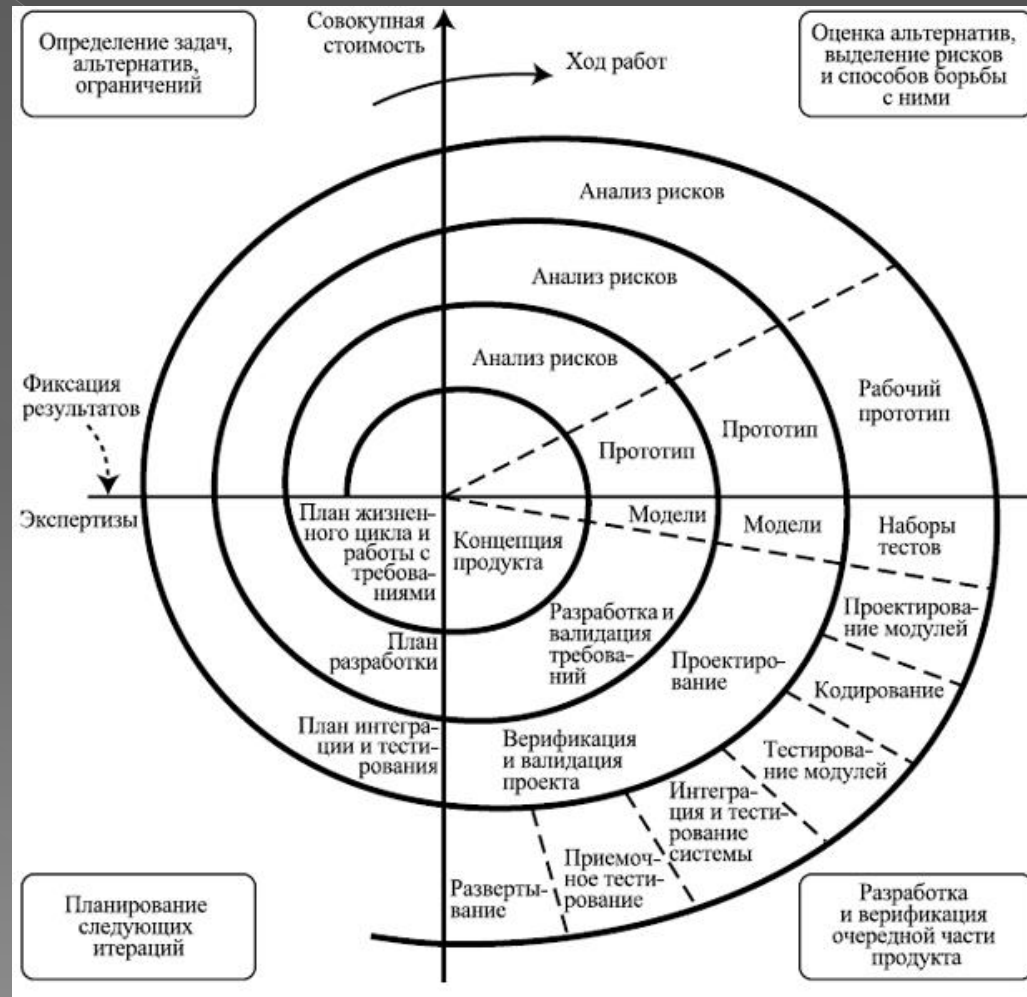 Определение задач,
альтернатив,
ограничений
Совокупная
стоимость
Ход работ
Оценка альтернатив,
выделение рисков
и способов борьбы
с ними
Анализ рисков
Анализ рисков
Анализ рисков
Фиксация
результатов
Рабочий
прототип
Прототип
Прототип
Экспертизы
План жизнен-
ного цикла и
работы с
требова-
ниями
Концепция
продукта
Модели
Модели
Наборы
тестов
План
разработки
Разработка и
валидация
требова-
ний
Проектиро-
вание
Проектирова-
ние модулей
Кодирование
План интегра-
ции и тести-
рования
Верификация
и валидация
проекта
Тестирова-
ние модулей
Интегра-
ция и тести-
рование
системы
Приемоч-
ное тести-
рование
Разверты-
вание
Планирование
следующих
итераций
Разработка
и верификация
очередной части
продукта